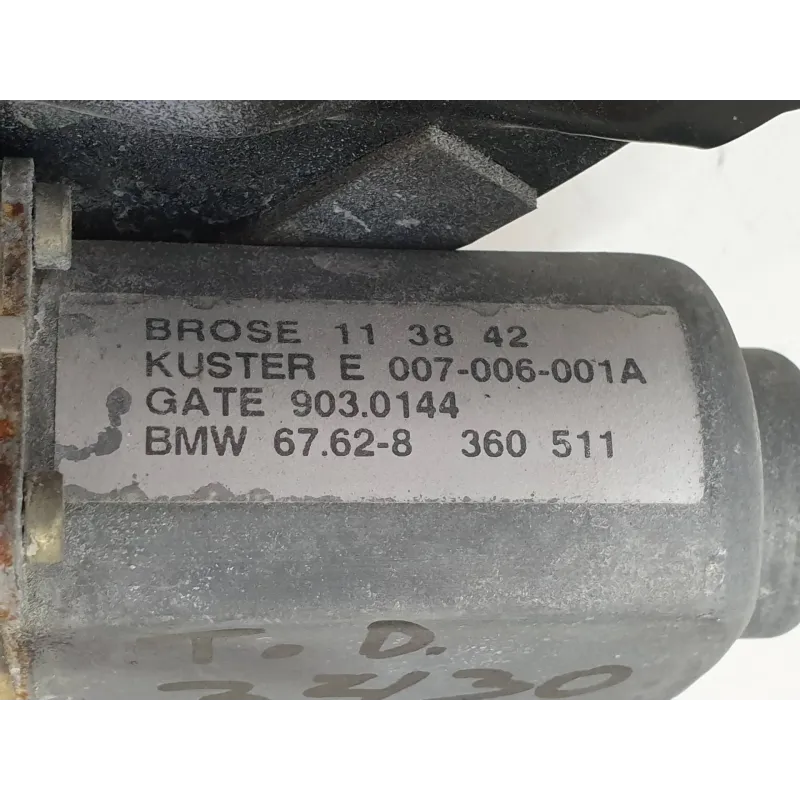 BROSE 11 38 42
KUSTER E 007-006-001A
GATE 903.0144
BMW 67.62-8 360 511
T. D.